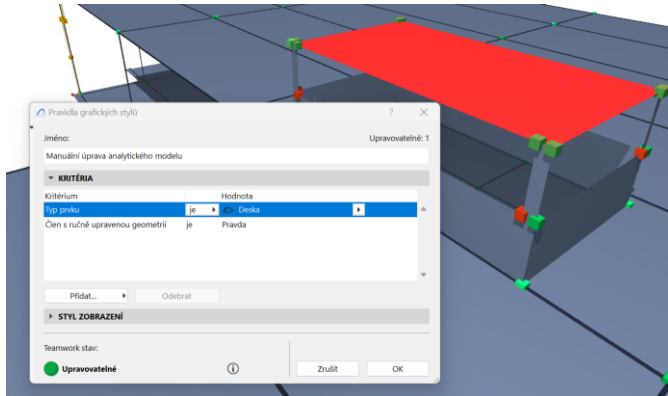 Pravidla grafických stylů
Jméno: Upravovatelné: 1
Manuální úprava analytického modelu
KRITÉRIA
Kritérium Hodnota
Typ prvku je Deska
Člen s ručně upravenou geometrií je Pravda
Přidat... Odebrat
STYL ZOBRAZENÍ
Teamwork stav:
Upravovatelné Zrušit OK